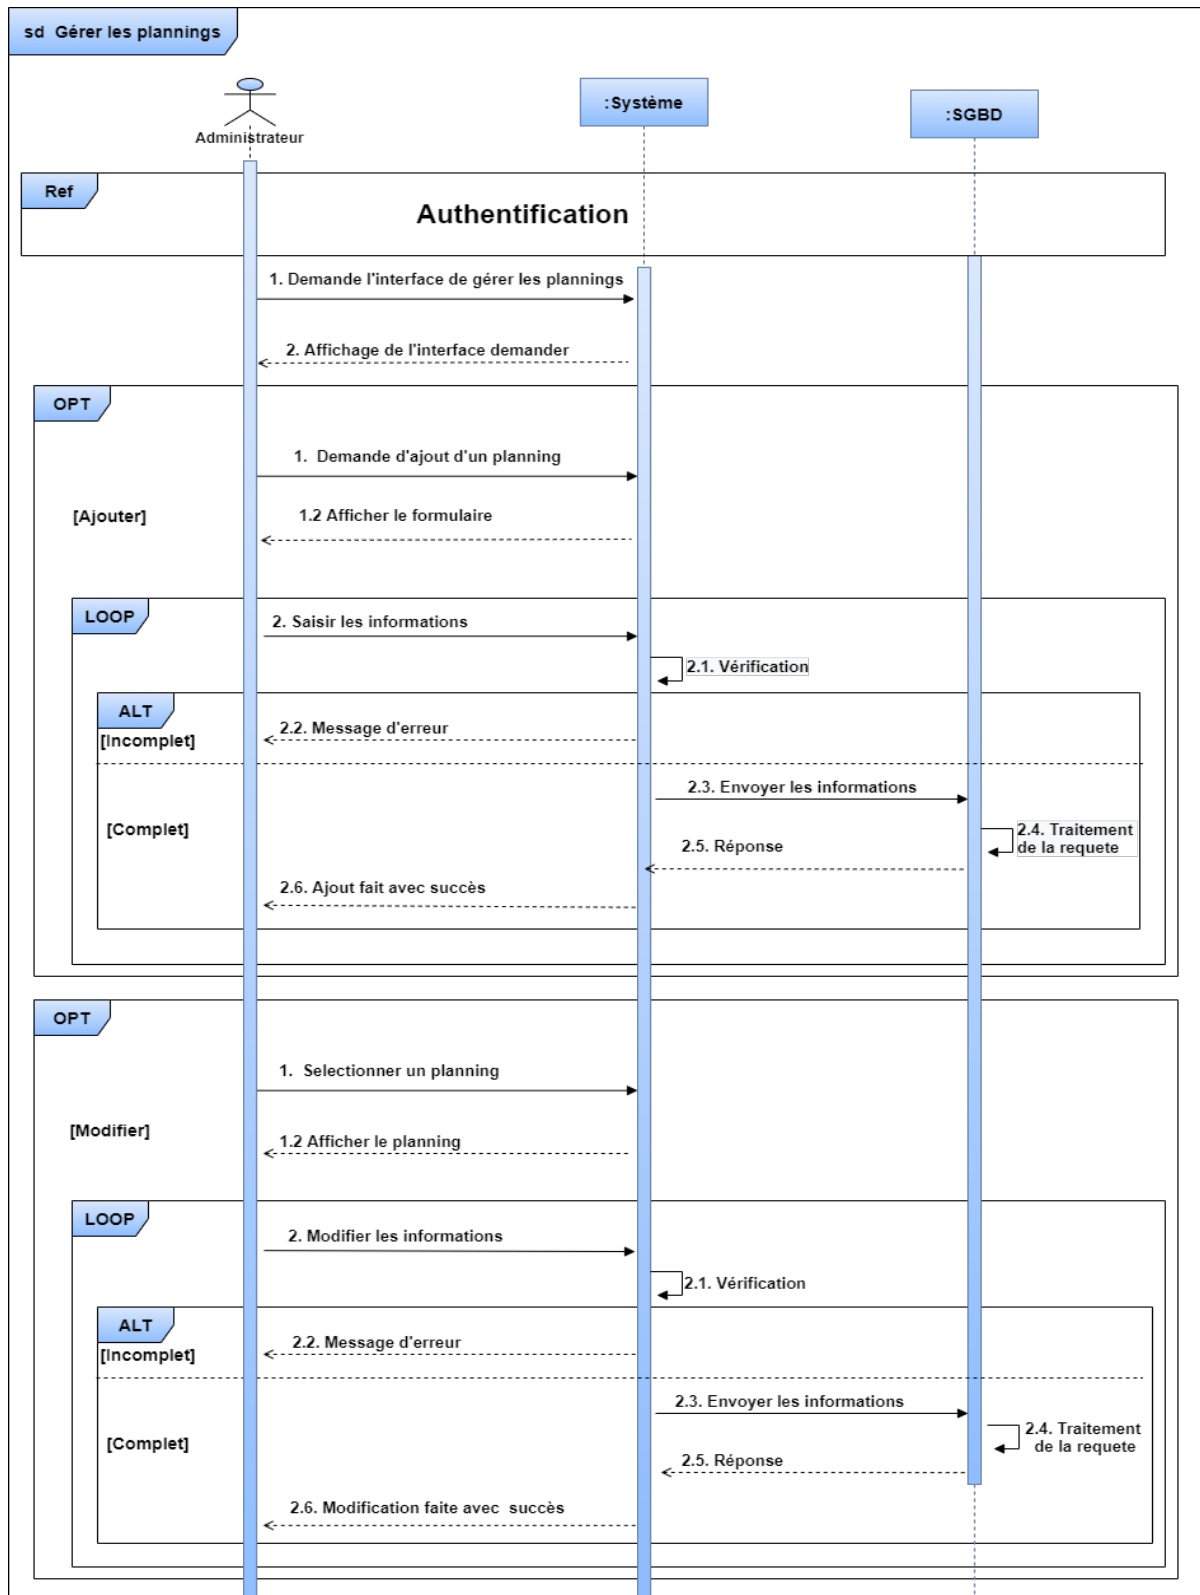 sd Gérer les plannings
Administrateur
:Système
:SGBD
Ref
Authentification
1. Demande l'interface de gérer les plannings
2. Affichage de l'interface demander
OPT
1. Demande d'ajout d'un planning
[Ajouter]
1.2 Afficher le formulaire
LOOP
2. Saisir les informations
2.1. Vérification
ALT
[Incomplet]
2.2. Message d'erreur
2.3. Envoyer les informations
[Complet]
2.4. Traitement
de la requete
2.5. Réponse
2.6. Ajout fait avec succès
OPT
1. Selectionner un planning
[Modifier]
1.2 Afficher le planning
LOOP
2. Modifier les informations
2.1. Vérification
ALT
[Incomplet]
2.2. Message d'erreur
2.3. Envoyer les informations
[Complet]
2.4. Traitement
de la requete
2.5. Réponse
2.6. Modification faite avec succès